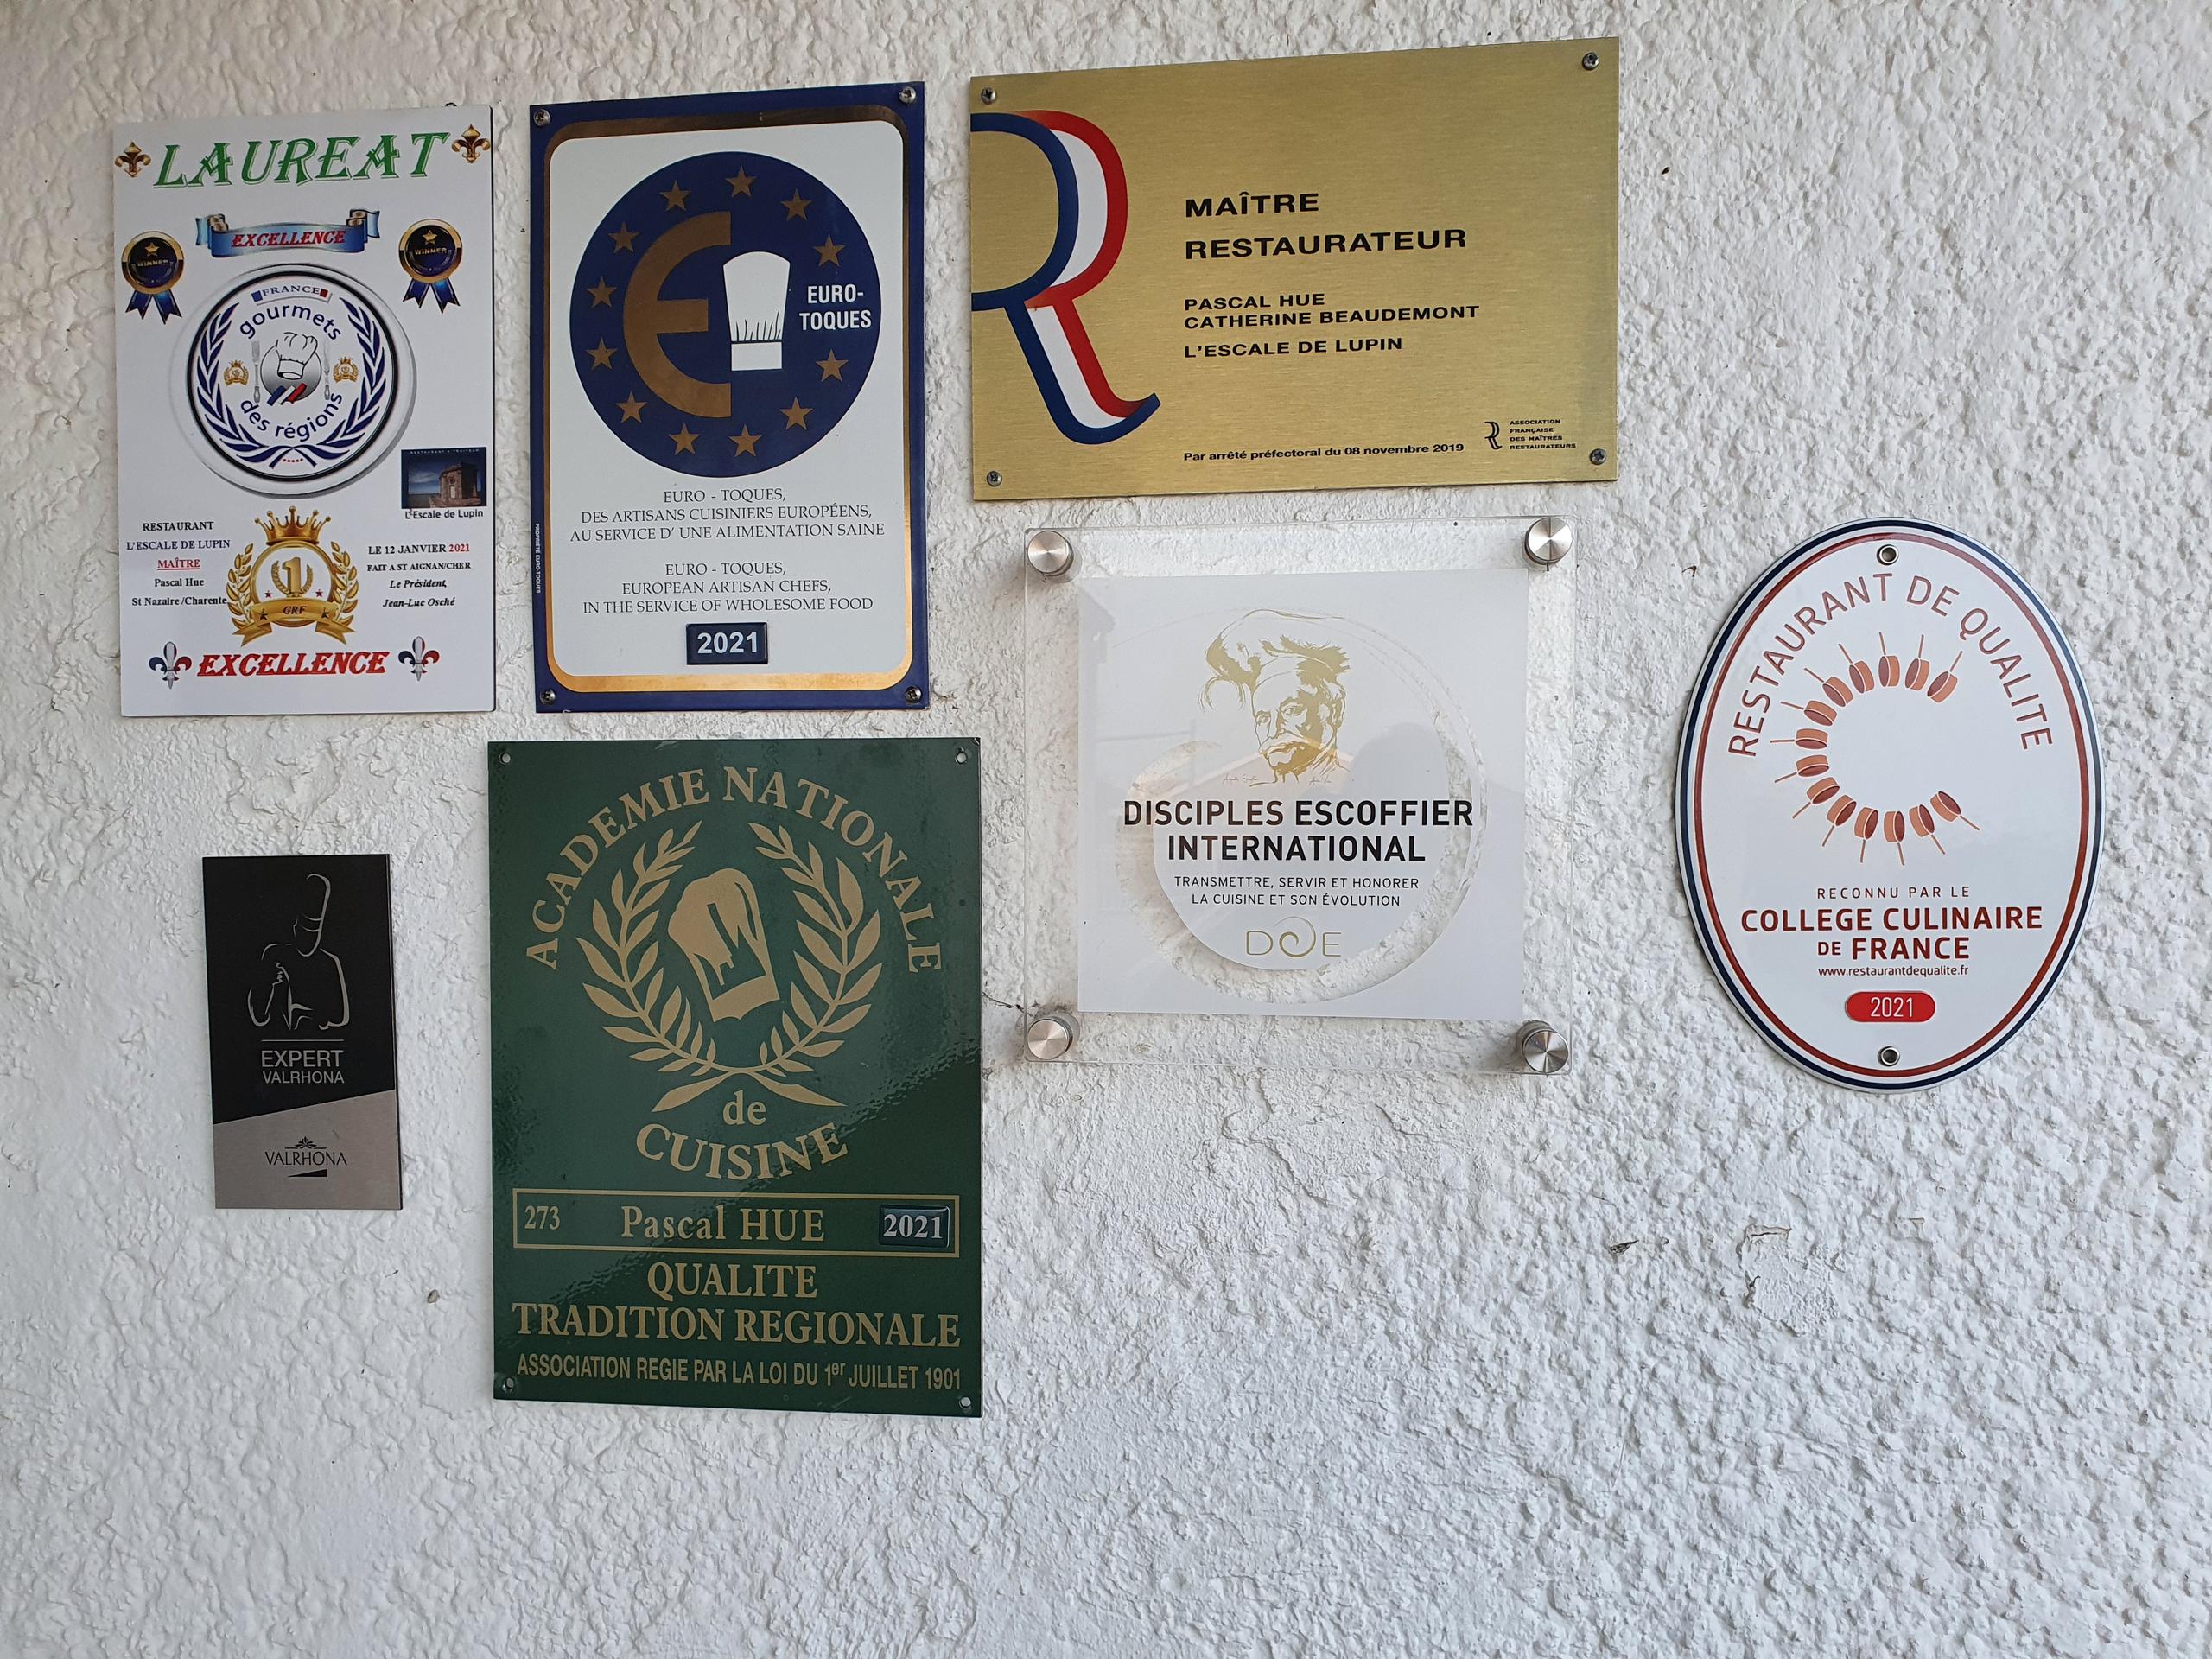 LAUREAT
EXCELLENCE
WINNER
WINNER
FRANCE
gourmets
des régions
L'Escale de Lupin
RESTAURANT
L'ESCALE DE LUPIN
MAÎTRE
Pascal Hue
St Nazaire /Charente
GRF
1
LE 12 JANVIER 2021
FAIT A ST AIGNAN/CHER
Le Président,
Jean-Luc Osché
EXCELLENCE
EURO-
TOQUES
EURO - TOQUES,
DES ARTISANS CUISINIERS EUROPÉENS,
AU SERVICE D' UNE ALIMENTATION SAINE
EURO - TOQUES,
EUROPEAN ARTISAN CHEFS,
IN THE SERVICE OF WHOLESOME FOOD
2021
PROPRIÉTÉ EURO-TOQUES
MAÎTRE
RESTAURATEUR
PASCAL HUE
CATHERINE BEAUDEMONT
L'ESCALE DE LUPIN
Par arrêté préfectoral du 08 novembre 2019
ASSOCIATION
FRANÇAISE
DES MAÎTRES
RESTAURATEURS
EXPERT
VALRHONA
VALRHONA
ACADEMIE NATIONALE
de
CUISINE
273 Pascal HUE 2021
QUALITE
TRADITION REGIONALE
ASSOCIATION REGIE PAR LA LOI DU 1er JUILLET 1901
DISCIPLES ESCOFFIER
INTERNATIONAL
TRANSMETTRE, SERVIR ET HONORER
LA CUISINE ET SON ÉVOLUTION
DE
RESTAURANT DE QUALITE
RECONNU PAR LE
COLLEGE CULINAIRE
DE FRANCE
www.restaurantdequalite.fr
2021